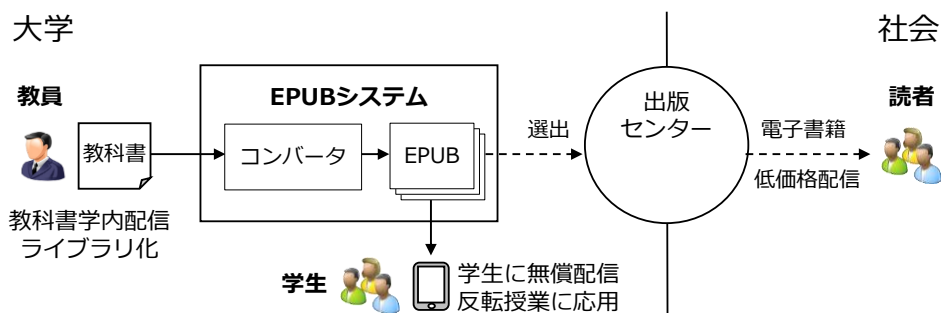 大学
社会
教員
教科書
教科書学内配信
ライブラリ化
EPUBシステム
コンバータ
EPUB
選出
出版
センター
電子書籍
低価格配信
読者
学生
学生に無償配信
反転授業に応用